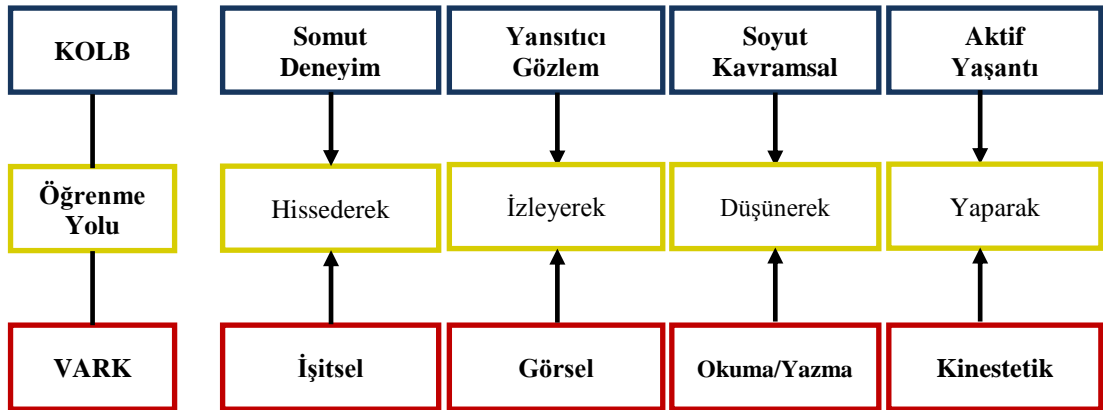 KOLB
Somut
Deneyim
Yansıtıcı
Gözlem
Soyut
Kavramsal
Aktif
Yaşantı
Öğrenme
Yolu
Hissederek
İzleyerek
Düşünerek
Yaparak
VARK
İşitsel
Görsel
Okuma/Yazma
Kinestetik